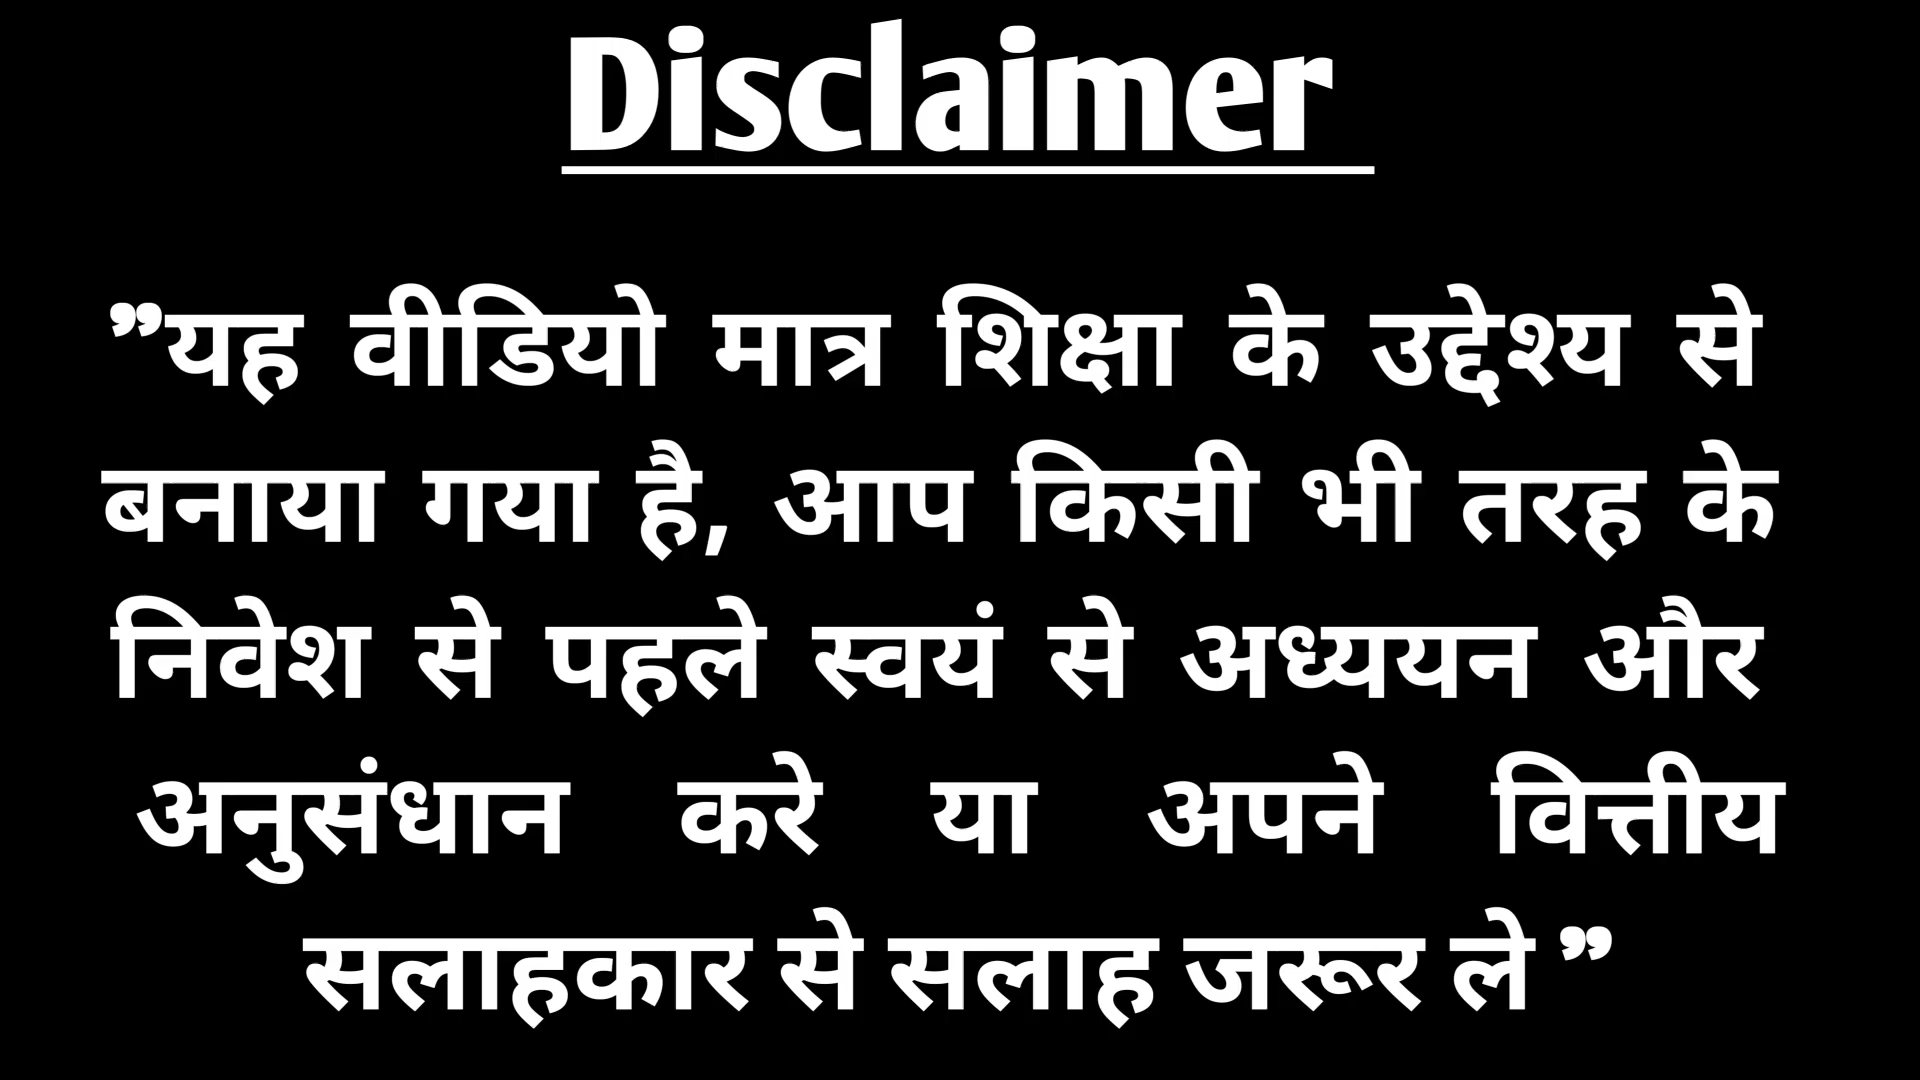 Disclaimer
”यह वीडियो मात्र शिक्षा के उद्देश्य से
बनाया गया है, आप किसी भी तरह के
निवेश से पहले स्वयं से अध्ययन और
अनुसंधान करे या अपने वित्तीय
सलाहकार से सलाह जरूर ले ”